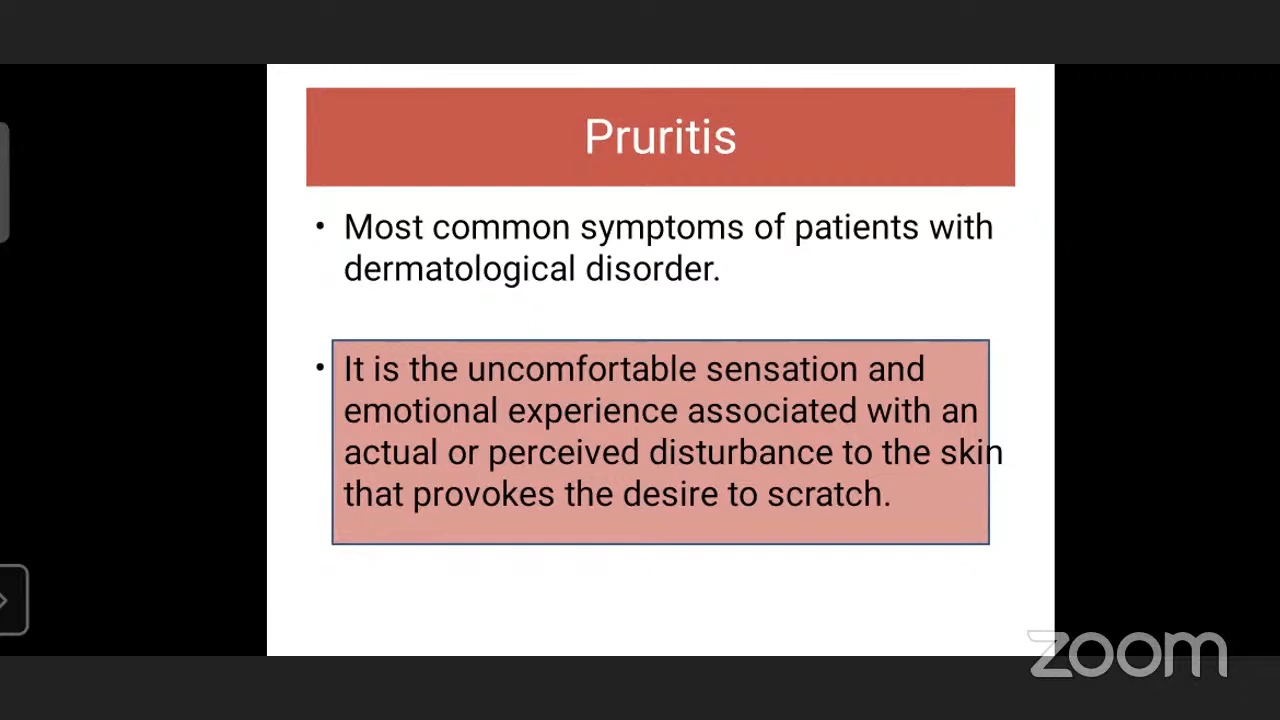 Pruritis
• Most common symptoms of patients with
dermatological disorder.
• It is the uncomfortable sensation and
emotional experience associated with an
actual or perceived disturbance to the skin
that provokes the desire to scratch.
zoom